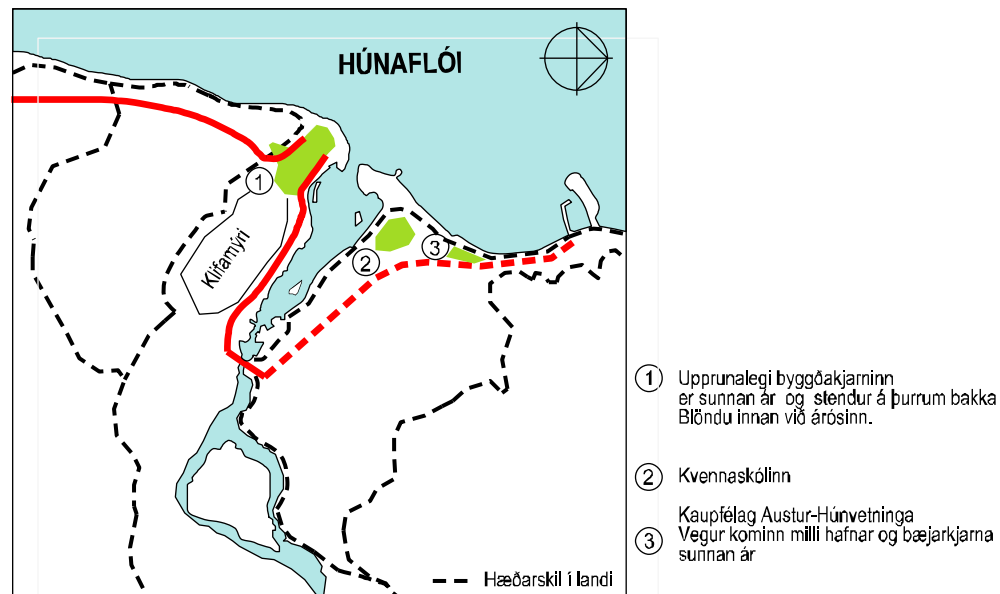 HÚNAFLÓI
1
Klifamýri
2
3
1 Upprunalegi byggðakjarninn
er sunnan ár og stendur á þurrum bakka
Blöndu innan við árósinn.
2 Kvennaskólinn
Kaupfélag Austur-Húnvetninga
3 Vegur kominn milli hafnar og bæjarkjarna
sunnan ár
Hæðarskil í landi